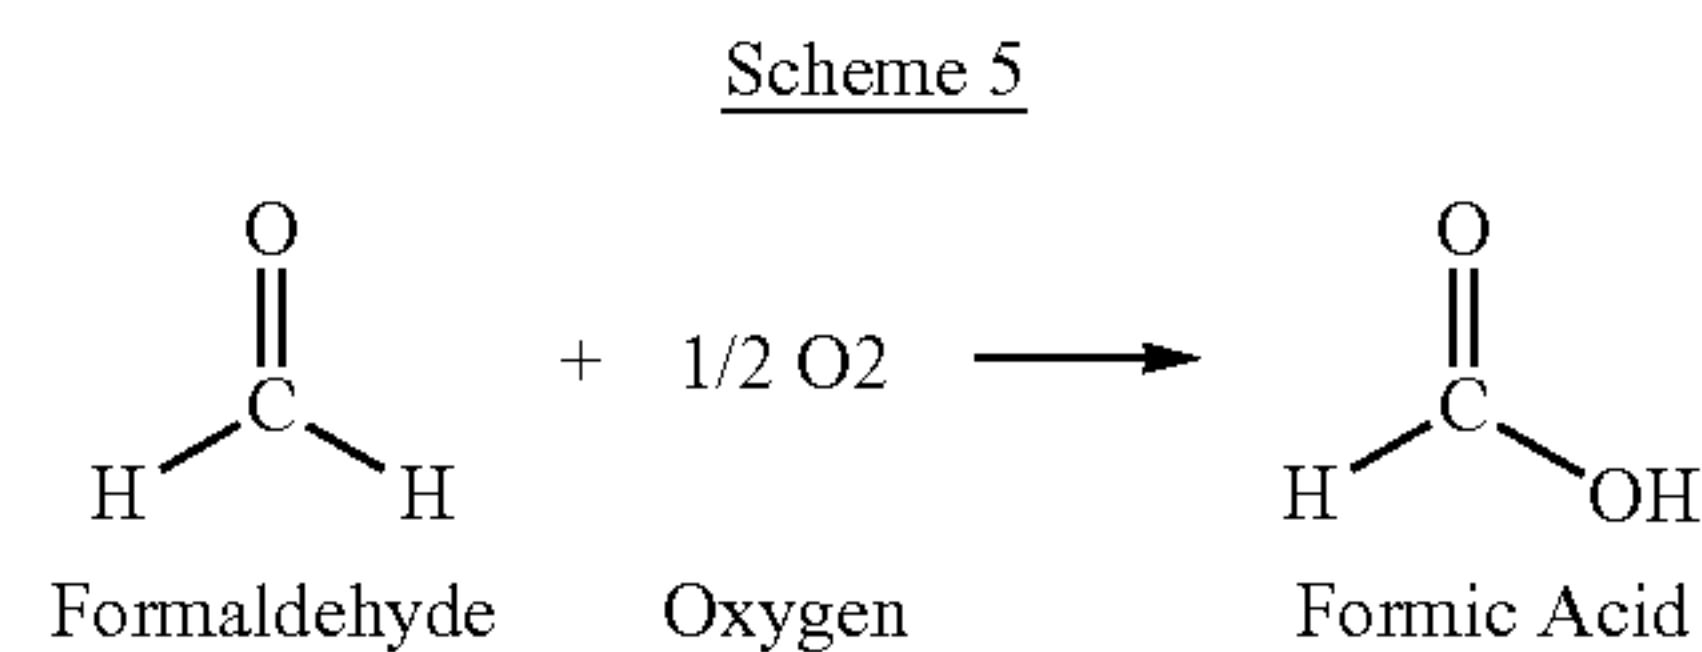 Scheme 5
O O
C + 1/2 O2 C
H H H OH
Formaldehyde Oxygen Formic Acid